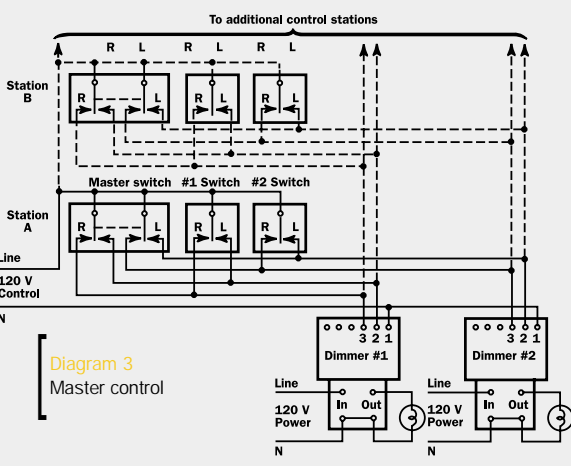 To additional control stations
R L R L R L
Station
B
R L R L R L
Master switch #1 Switch #2 Switch
Station
A
R L R L R L
Line
120 V
Control
N
3 2 1 3 2 1
Dimmer #1 Dimmer #2
Diagram 3
Master control
Line Line
In Out In Out
120 V 120 V
Power Power
N N